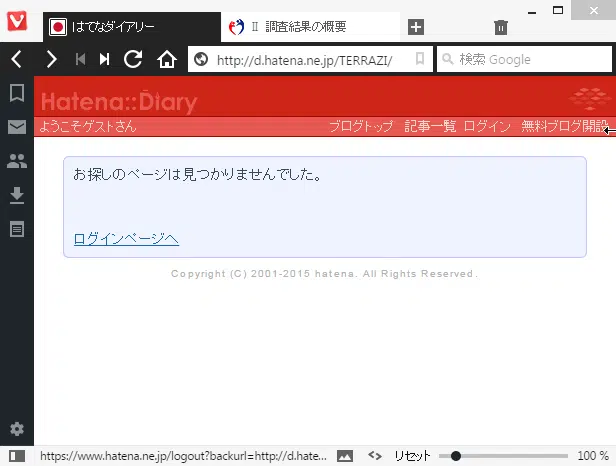 はてなダイアリー
Ⅱ 調査結果の概要
http://d.hatena.ne.jp/TERRAZI/
検索 Google
Hatena::Diary
ようこそゲストさん
ブログトップ 記事一覧 ログイン 無料ブログ開設
お探しのページは見つかりませんでした。
ログインページへ
Copyright (C) 2001-2015 hatena. All Rights Reserved.
https://www.hatena.ne.jp/logout?backurl=http://d.hate... リセット 100 %